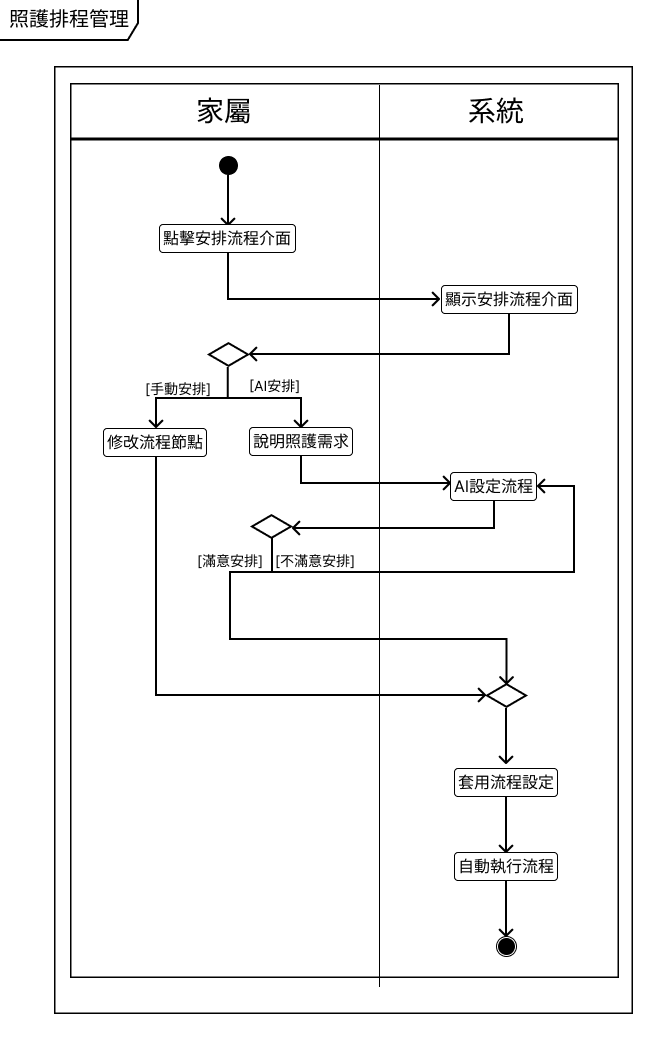 照護排程管理
家屬
系統
點擊安排流程介面
顯示安排流程介面
[手動安排]
[AI安排]
修改流程節點
說明照護需求
AI設定流程
[滿意安排]
[不滿意安排]
套用流程設定
自動執行流程